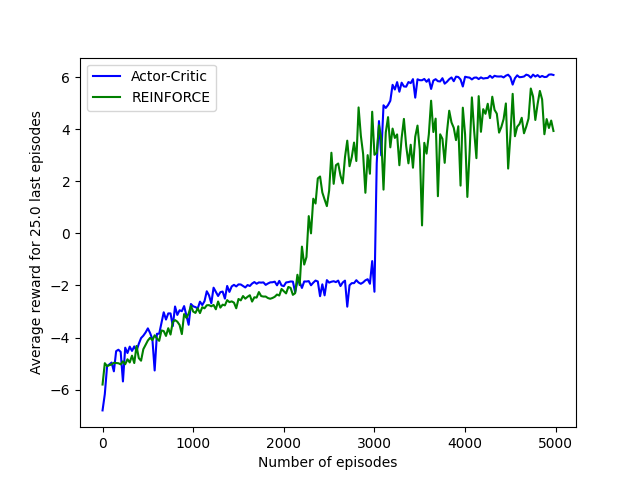 Actor-Critic
REINFORCE
6
4
2
0
−2
−4
−6
Average reward for 25.0 last episodes
0 1000 2000 3000 4000 5000
Number of episodes